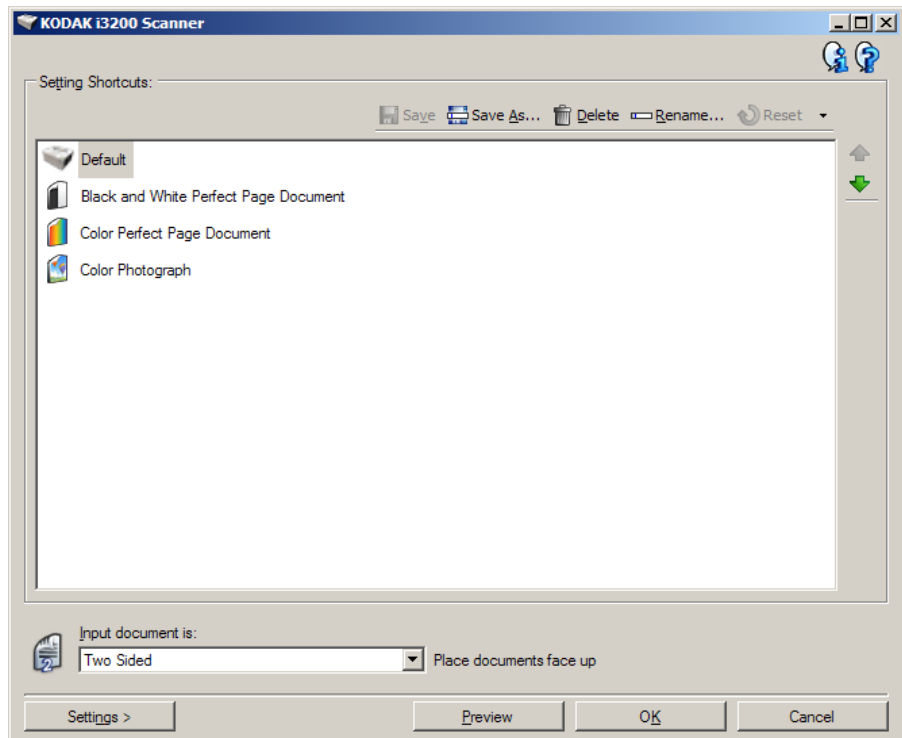 KODAK i3200 Scanner
Setting Shortcuts:
Save Save As... Delete Rename... Reset
Default
Black and White Perfect Page Document
Color Perfect Page Document
Color Photograph
Input document is:
2 Two Sided Place documents face up
Settings > Preview OK Cancel